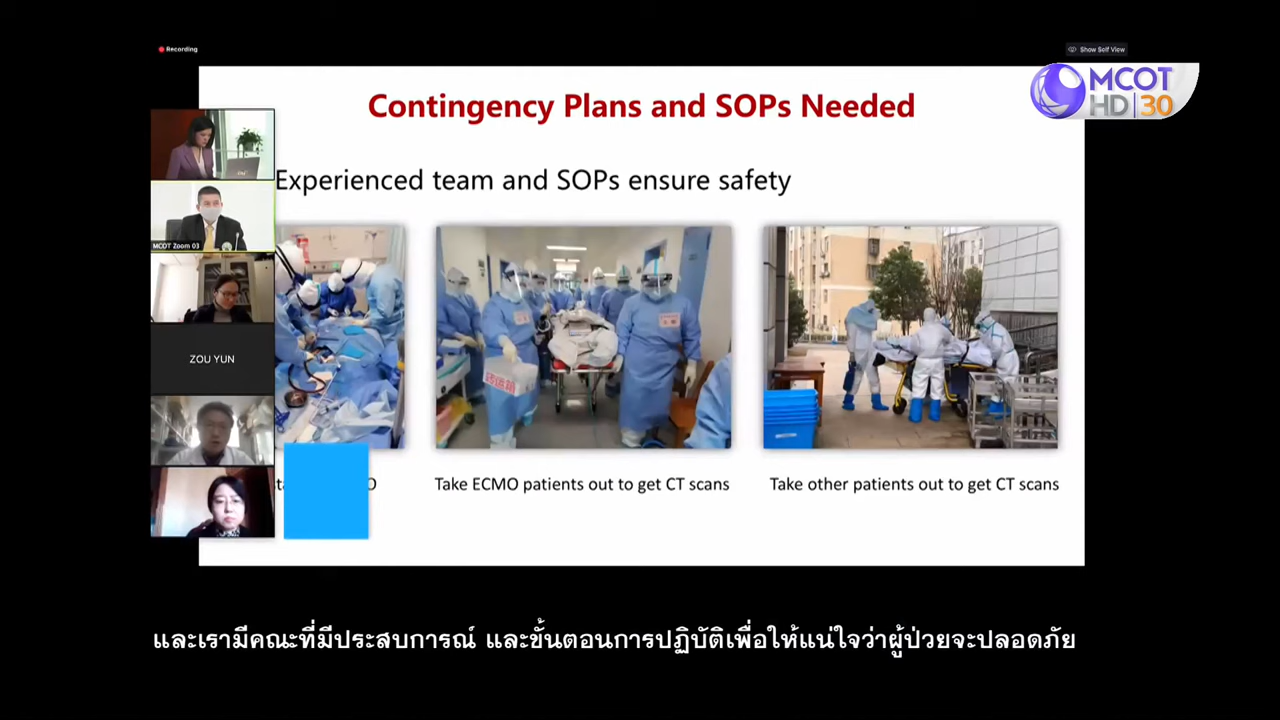 Recording
Show Self View
MCOT
HD 30
Contingency Plans and SOPs Needed
Experienced team and SOPs ensure safety
MCOT Zoom 03
ZOU YUN
转运箱
Take ECMO patients out to get CT scans
Take other patients out to get CT scans
และเรามีคณะที่มีประสบการณ์ และขั้นตอนการปฏิบัติเพื่อให้แน่ใจว่าผู้ป่วยจะปลอดภัย